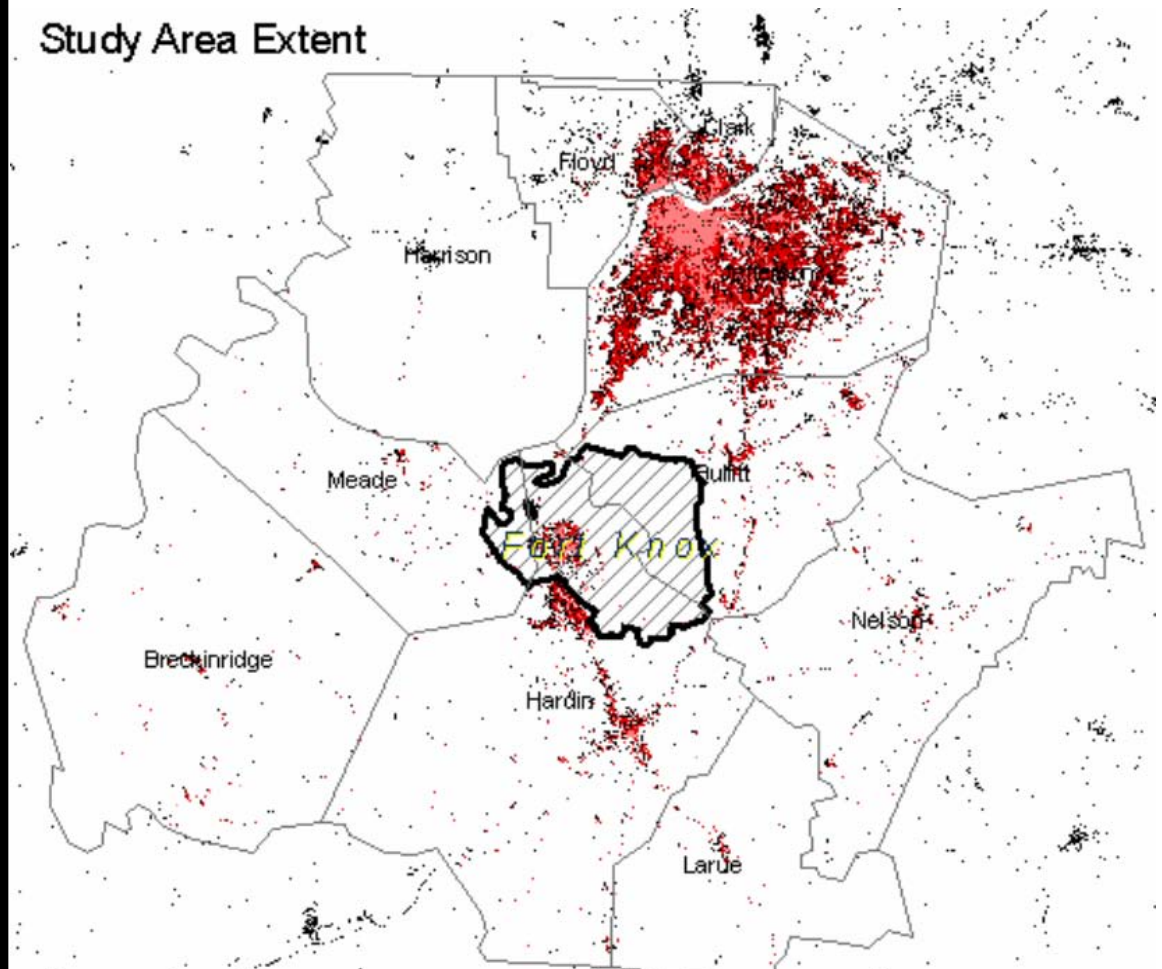 Study Area Extent
Clark
Floyd
Harrison
Jefferson
Meade
Bullitt
Fort Knox
Nelson
Breckinridge
Hardin
Larue